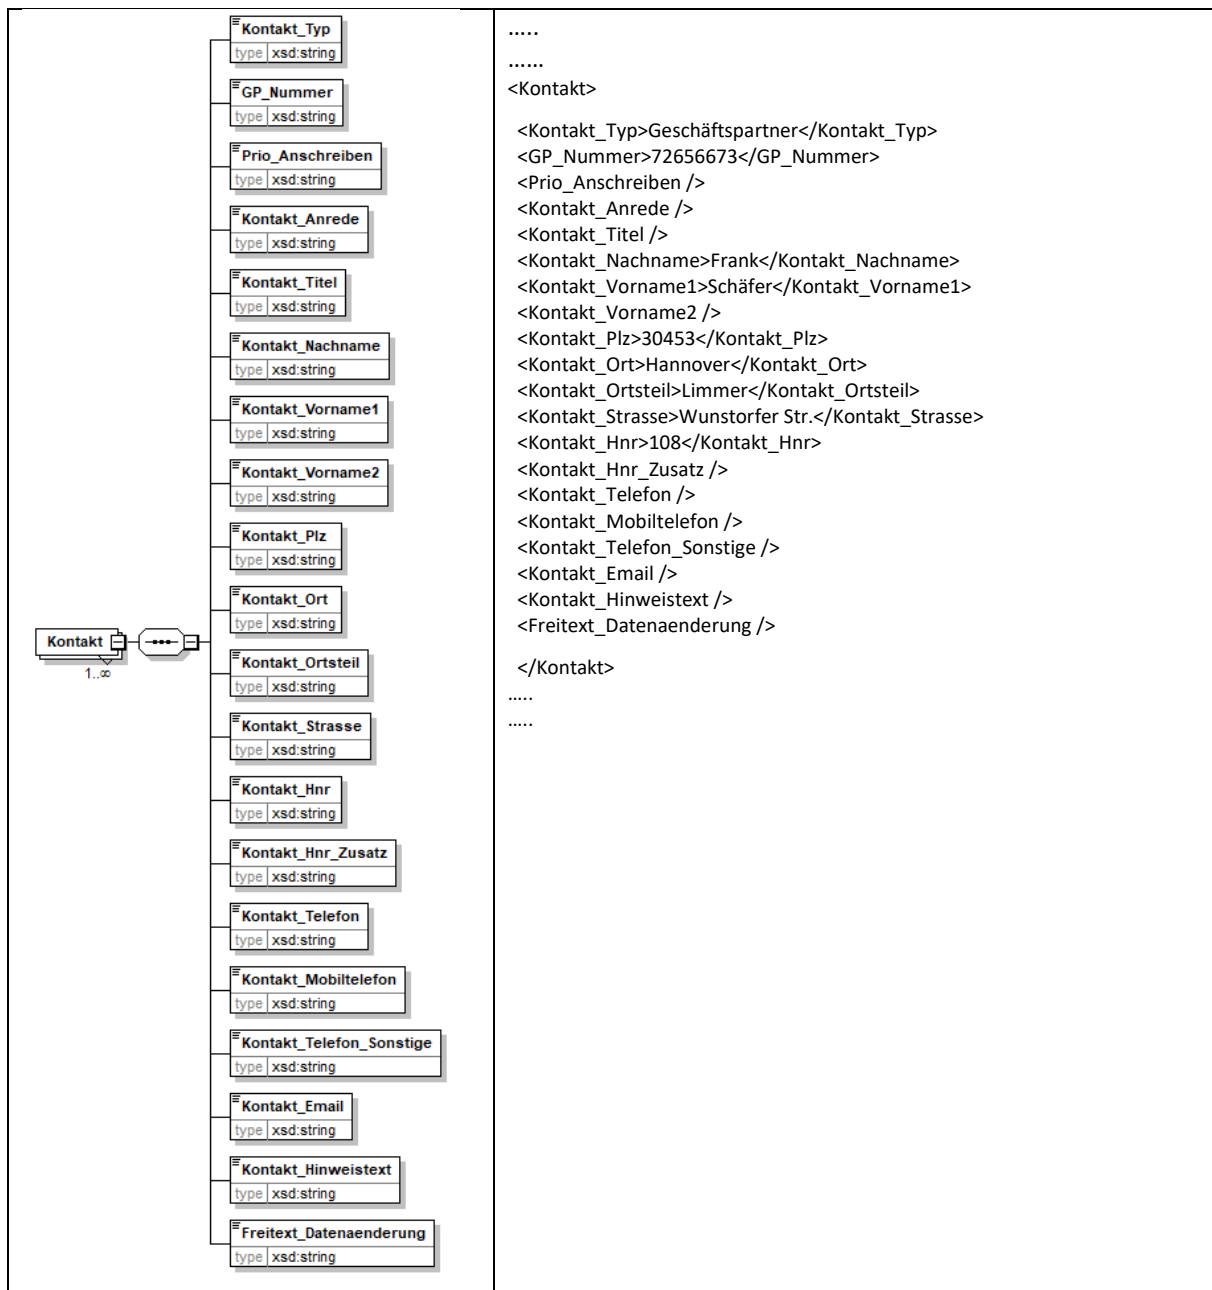 Kontakt_Typ
type xsd:string
GP_Nummer
type xsd:string
Prio_Anschreiben
type xsd:string
Kontakt_Anrede
type xsd:string
Kontakt_Titel
type xsd:string
Kontakt_Nachname
type xsd:string
Kontakt_Vorname1
type xsd:string
Kontakt_Vorname2
type xsd:string
Kontakt_Plz
type xsd:string
Kontakt_Ort
type xsd:string
Kontakt
1..∞
Kontakt_Ortsteil
type xsd:string
Kontakt_Strasse
type xsd:string
Kontakt_Hnr
type xsd:string
Kontakt_Hnr_Zusatz
type xsd:string
Kontakt_Telefon
type xsd:string
Kontakt_Mobiltelefon
type xsd:string
Kontakt_Telefon_Sonstige
type xsd:string
Kontakt_Email
type xsd:string
Kontakt_Hinweistext
type xsd:string
Freitext_Datenaenderung
type xsd:string
.....
......
<Kontakt>
<Kontakt_Typ>Geschäftspartner</Kontakt_Typ>
<GP_Nummer>72656673</GP_Nummer>
<Prio_Anschreiben />
<Kontakt_Anrede />
<Kontakt_Titel />
<Kontakt_Nachname>Frank</Kontakt_Nachname>
<Kontakt_Vorname1>Schäfer</Kontakt_Vorname1>
<Kontakt_Vorname2 />
<Kontakt_Plz>30453</Kontakt_Plz>
<Kontakt_Ort>Hannover</Kontakt_Ort>
<Kontakt_Ortsteil>Limmer</Kontakt_Ortsteil>
<Kontakt_Strasse>Wunstorfer Str.</Kontakt_Strasse>
<Kontakt_Hnr>108</Kontakt_Hnr>
<Kontakt_Hnr_Zusatz />
<Kontakt_Telefon />
<Kontakt_Mobiltelefon />
<Kontakt_Telefon_Sonstige />
<Kontakt_Email />
<Kontakt_Hinweistext />
<Freitext_Datenaenderung />
</Kontakt>
.....
.....